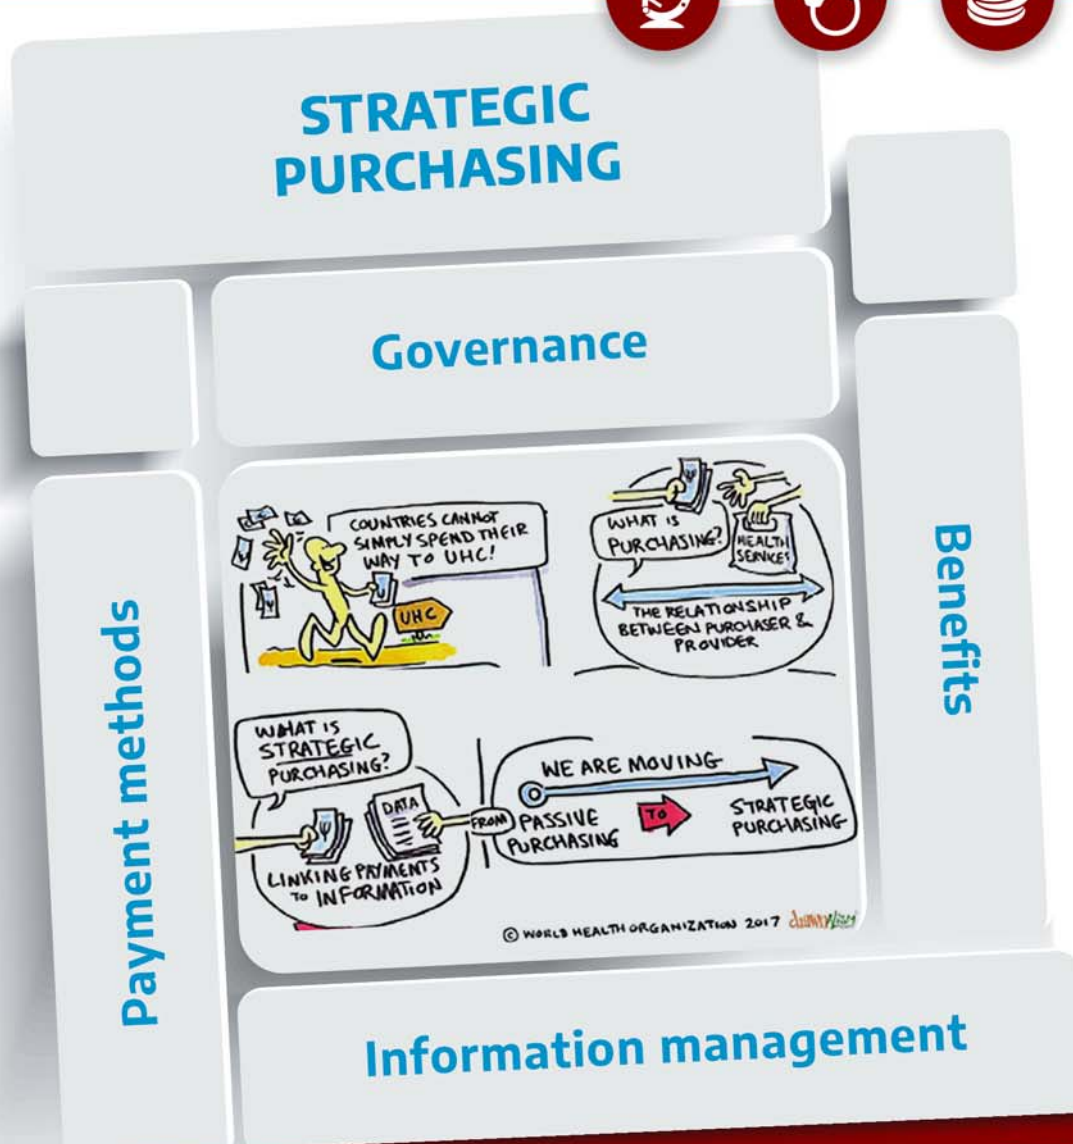 STRATEGIC
PURCHASING
Governance
Payment methods
Benefits
COUNTRIES CANNOT
SIMPLY SPEND THEIR
WAY TO UHC!
UHC
WHAT IS
PURCHASING?
HEALTH
SERVICES
THE RELATIONSHIP
BETWEEN PURCHASER &
PROVIDER
WHAT IS
STRATEGIC
PURCHASING?
DATA
LINKING PAYMENTS
TO INFORMATION
WE ARE MOVING
FROM
PASSIVE
PURCHASING
TO
STRATEGIC
PURCHASING
© WORLD HEALTH ORGANIZATION 2017
Information management